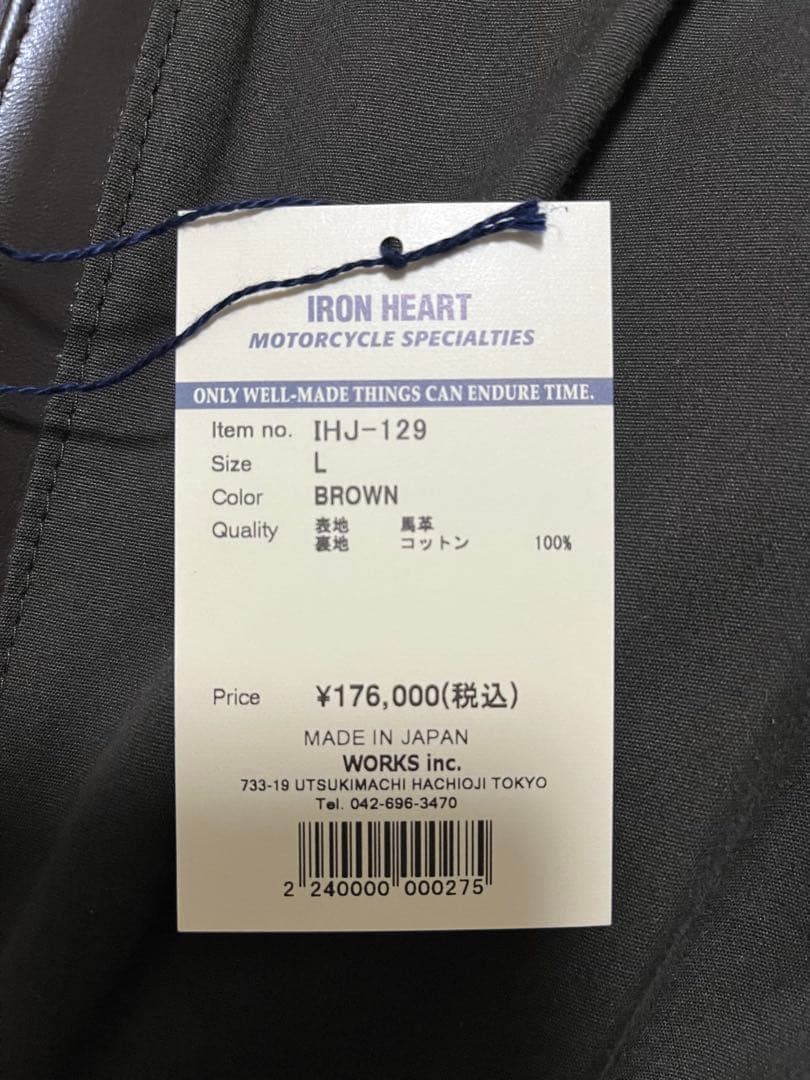 IRON HEART
MOTORCYCLE SPECIALTIES
ONLY WELL-MADE THINGS CAN ENDURE TIME.
Item no. IHJ-129
Size L
Color BROWN
Quality 表地 馬革
裏地 コットン 100%
Price ¥176,000(税込)
MADE IN JAPAN
WORKS inc.
733-19 UTSUKIMACHI HACHIOJI TOKYO
Tel. 042-696-3470
2 240000 000275